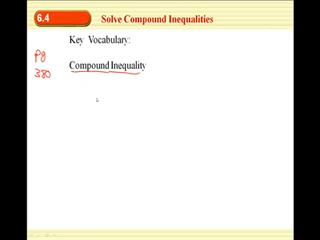 6.4 Solve Compound Inequalities
Key Vocabulary:
pg
380
Compound Inequality